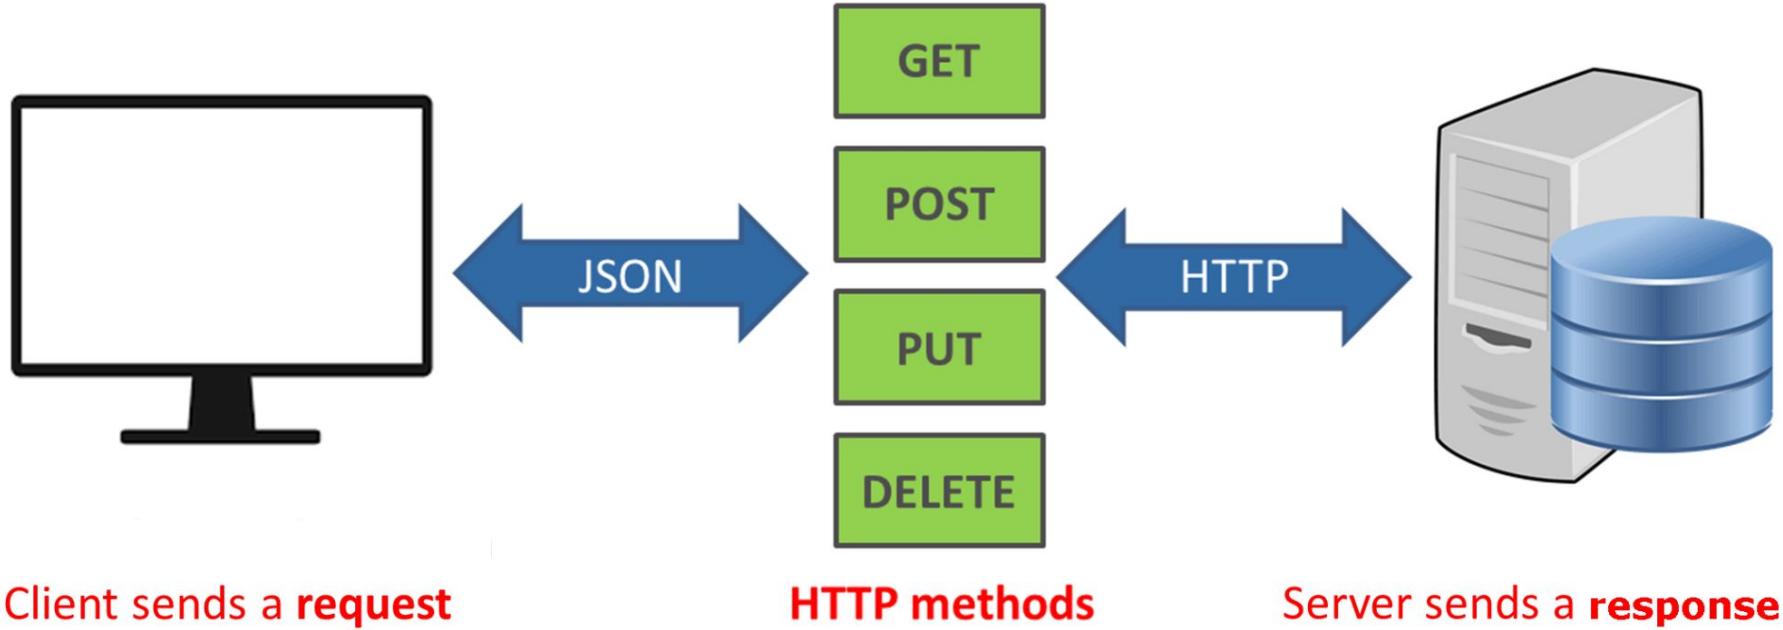 GET
POST
JSON
HTTP
PUT
DELETE
Client sends a request
HTTP methods
Server sends a response